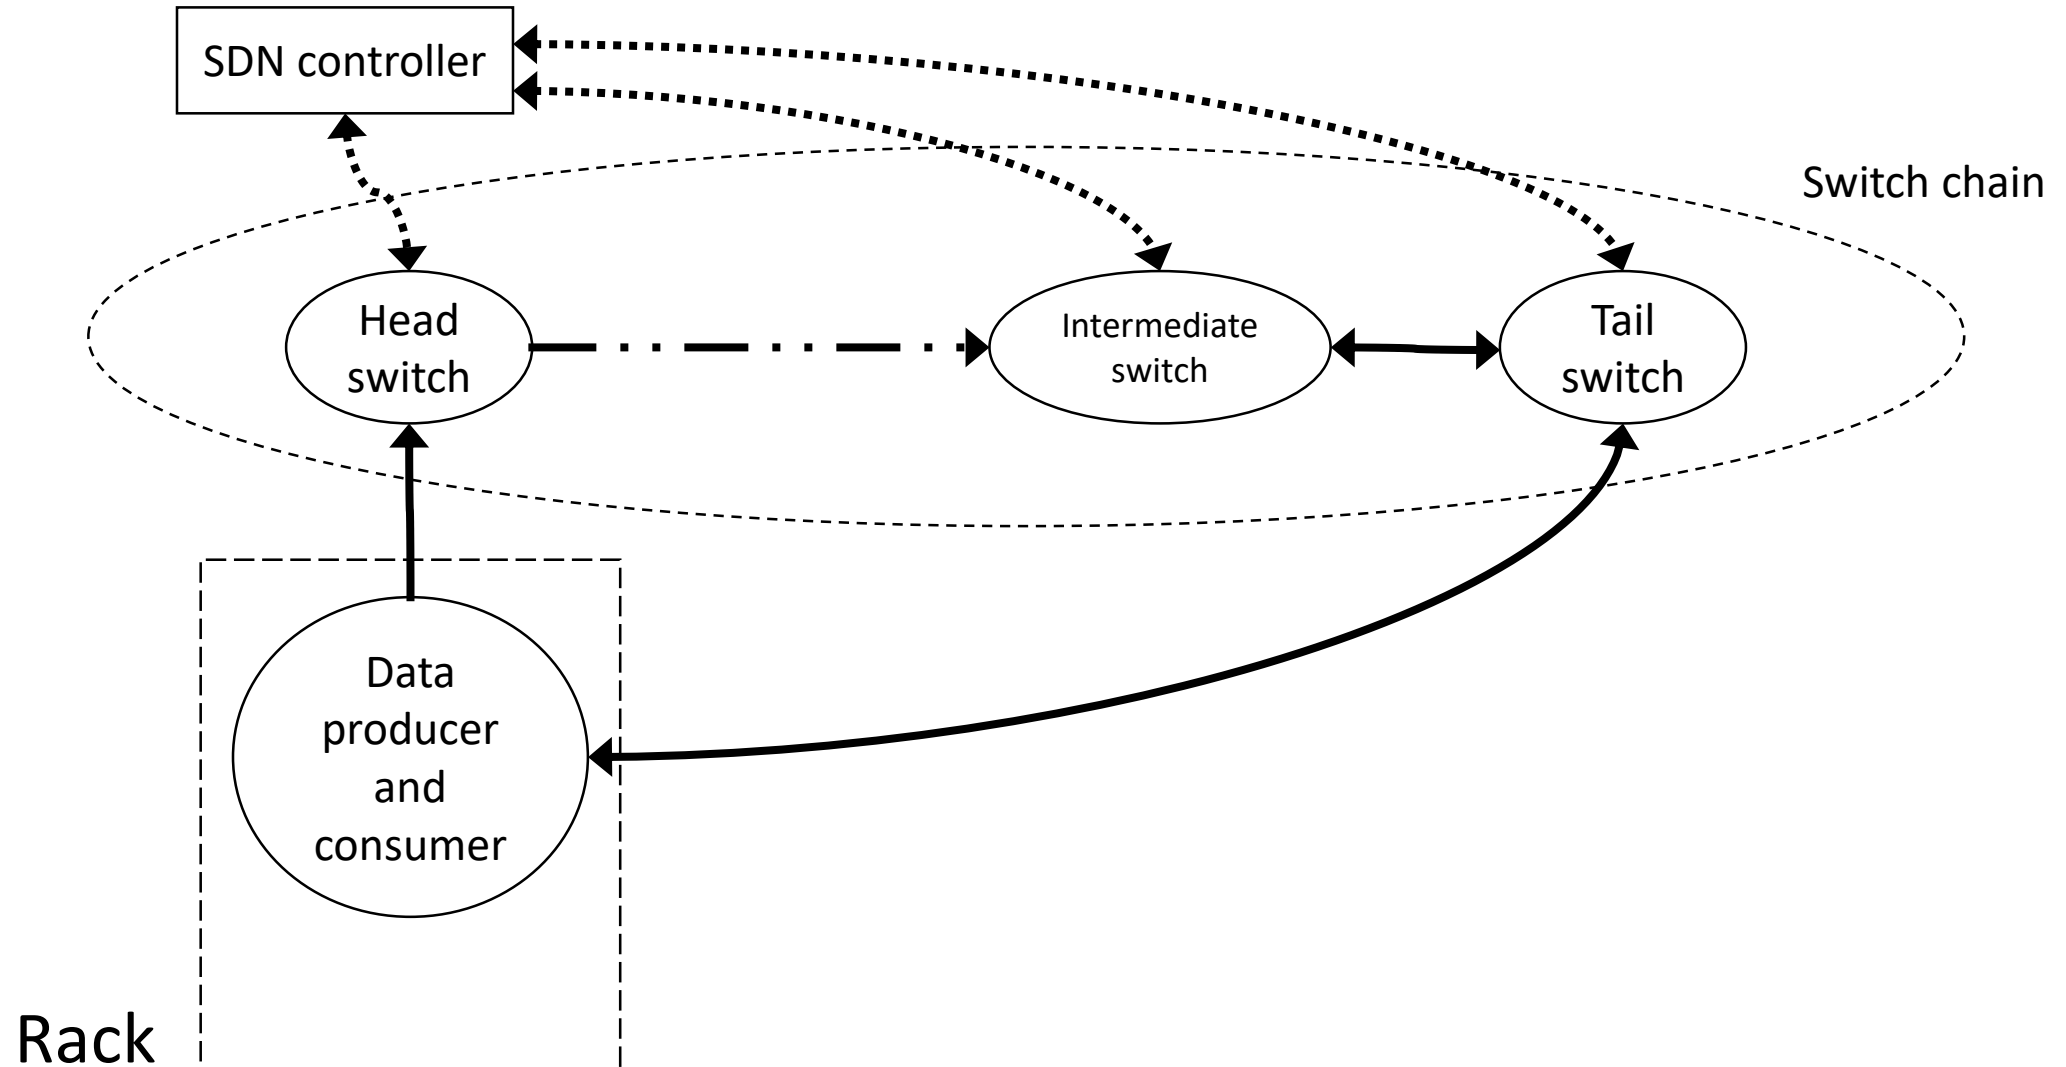 SDN controller
Switch chain
Head
switch
Intermediate
switch
Tail
switch
Data
producer
and
consumer
Rack